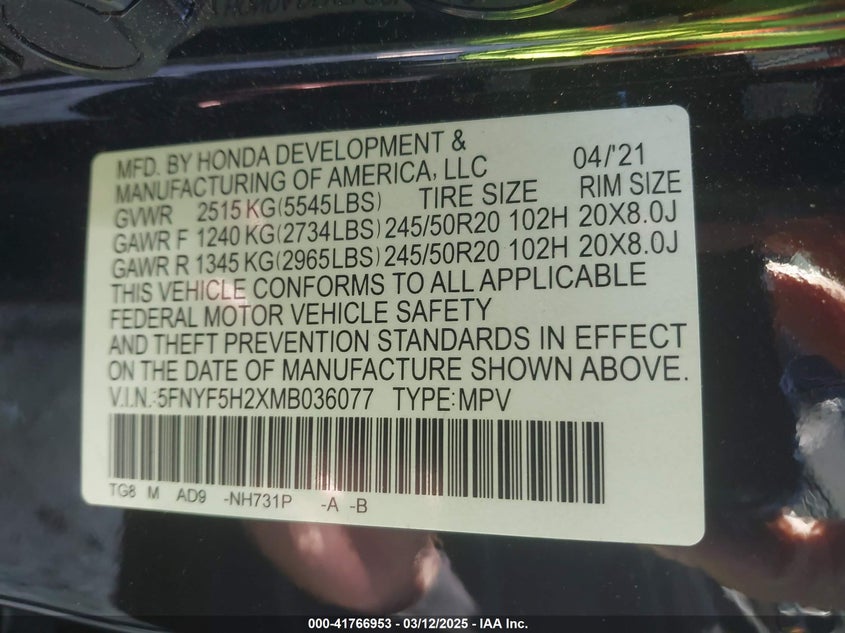 MFD. BY HONDA DEVELOPMENT &
MANUFACTURING OF AMERICA, LLC 04/'21
GVWR 2515 KG(5545LBS) TIRE SIZE RIM SIZE
GAWR F 1240 KG(2734LBS) 245/50R20 102H 20X8.0J
GAWR R 1345 KG(2965LBS) 245/50R20 102H 20X8.0J
THIS VEHICLE CONFORMS TO ALL APPLICABLE
FEDERAL MOTOR VEHICLE SAFETY
AND THEFT PREVENTION STANDARDS IN EFFECT
ON THE DATE OF MANUFACTURE SHOWN ABOVE.
V.I.N.:5FNYF5H2XMB036077 TYPE:MPV
TG8 M AD9 -NH731P -A -B
000-41766953 - 03/12/2025 - IAA Inc.